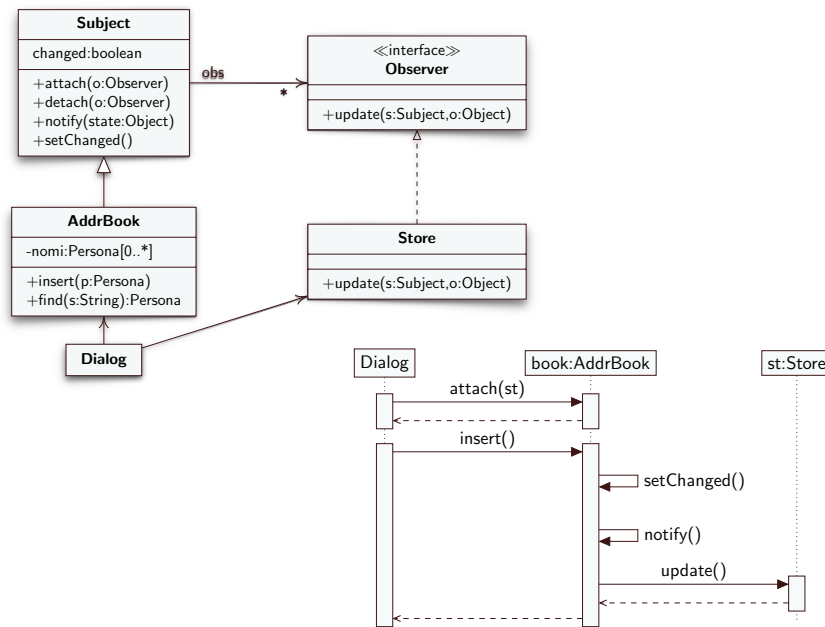 Subject
changed:boolean
+attach(o:Observer)
+detach(o:Observer)
+notify(state:Object)
+setChanged()
obs
*
≪interface≫
Observer
+update(s:Subject,o:Object)
AddrBook
-nomi:Persona[0..*]
+insert(p:Persona)
+find(s:String):Persona
Store
+update(s:Subject,o:Object)
Dialog
Dialog
book:AddrBook
st:Store
attach(st)
insert()
setChanged()
notify()
update()